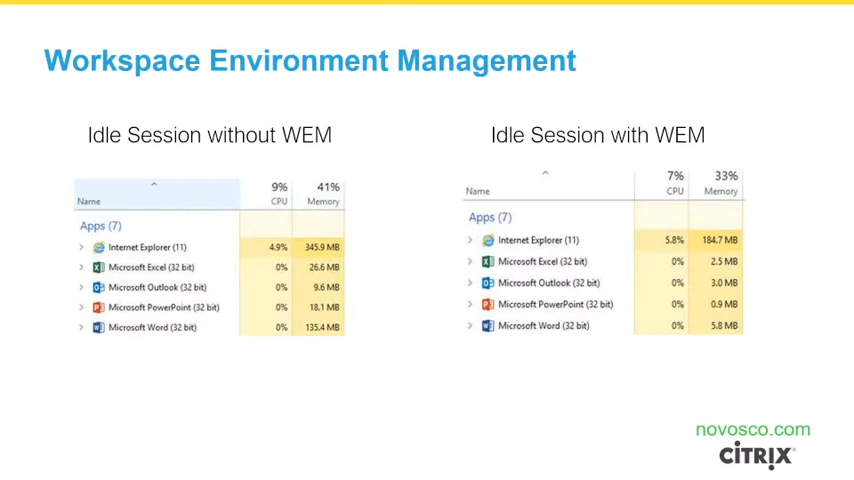 Workspace Environment Management
Idle Session without WEM
9% 41%
Name CPU Memory
Apps (7)
Internet Explorer (11) 4.9% 345.9 MB
Microsoft Excel (32 bit) 0% 26.6 MB
Microsoft Outlook (32 bit) 0% 9.6 MB
Microsoft PowerPoint (32 bit) 0% 18.1 MB
Microsoft Word (32 bit) 0% 135.4 MB
Idle Session with WEM
7% 33%
Name CPU Memory
Apps (7)
Internet Explorer (11) 5.8% 184.7 MB
Microsoft Excel (32 bit) 0% 2.5 MB
Microsoft Outlook (32 bit) 0% 3.0 MB
Microsoft PowerPoint (32 bit) 0% 0.9 MB
Microsoft Word (32 bit) 0% 5.8 MB
novosco.com
CITRIX